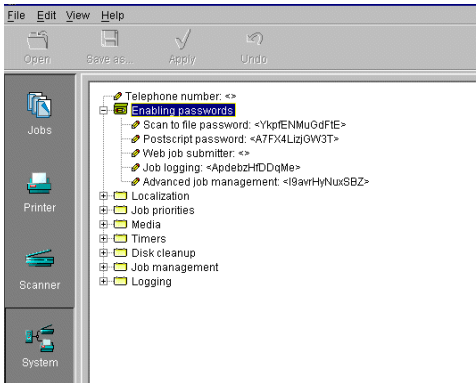 File Edit View Help
Open Save as... Apply Undo
Jobs
Printer
Scanner
System
Telephone number: <>
Enabling passwords
Scan to file password: <YkpfENMuGdFtE>
Postscript password: <A7FX4LizjGW3T>
Web job submitter: <>
Job logging: <ApdebzHfDDqMe>
Advanced job management: <I9avrHyNuxSBZ>
Localization
Job priorities
Media
Timers
Disk cleanup
Job management
Logging